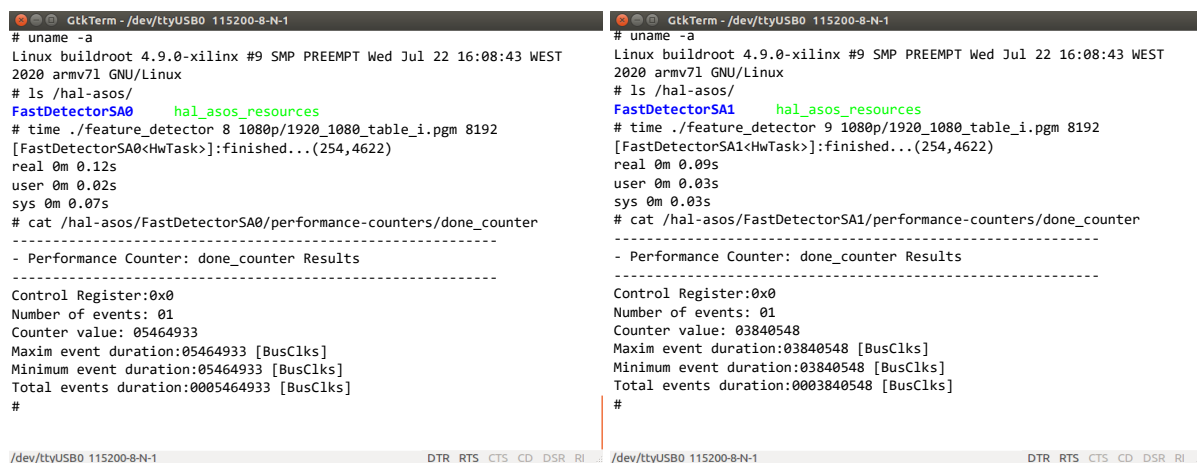 GtkTerm - /dev/ttyUSB0 115200-8-N-1
# uname -a
Linux buildroot 4.9.0-xilinx #9 SMP PREEMPT Wed Jul 22 16:08:43 WEST
2020 armv7l GNU/Linux
# ls /hal-asos/
FastDetectorSA0 hal_asos_resources
# time ./feature_detector 8 1080p/1920_1080_table_i.pgm 8192
[FastDetectorSA0<HwTask>]:finished...(254,4622)
real 0m 0.12s
user 0m 0.02s
sys 0m 0.07s
# cat /hal-asos/FastDetectorSA0/performance-counters/done_counter
------------------------------------------------------------
- Performance Counter: done_counter Results
------------------------------------------------------------
Control Register:0x0
Number of events: 01
Counter value: 05464933
Maxim event duration:05464933 [BusClks]
Minimum event duration:05464933 [BusClks]
Total events duration:0005464933 [BusClks]
#
/dev/ttyUSB0 115200-8-N-1 DTR RTS CTS CD DSR RI
GtkTerm - /dev/ttyUSB0 115200-8-N-1
# uname -a
Linux buildroot 4.9.0-xilinx #9 SMP PREEMPT Wed Jul 22 16:08:43 WEST
2020 armv7l GNU/Linux
# ls /hal-asos/
FastDetectorSA1 hal_asos_resources
# time ./feature_detector 9 1080p/1920_1080_table_i.pgm 8192
[FastDetectorSA1<HwTask>]:finished...(254,4622)
real 0m 0.09s
user 0m 0.03s
sys 0m 0.03s
# cat /hal-asos/FastDetectorSA1/performance-counters/done_counter
------------------------------------------------------------
- Performance Counter: done_counter Results
------------------------------------------------------------
Control Register:0x0
Number of events: 01
Counter value: 03840548
Maxim event duration:03840548 [BusClks]
Minimum event duration:03840548 [BusClks]
Total events duration:0003840548 [BusClks]
#
/dev/ttyUSB0 115200-8-N-1 DTR RTS CTS CD DSR RI